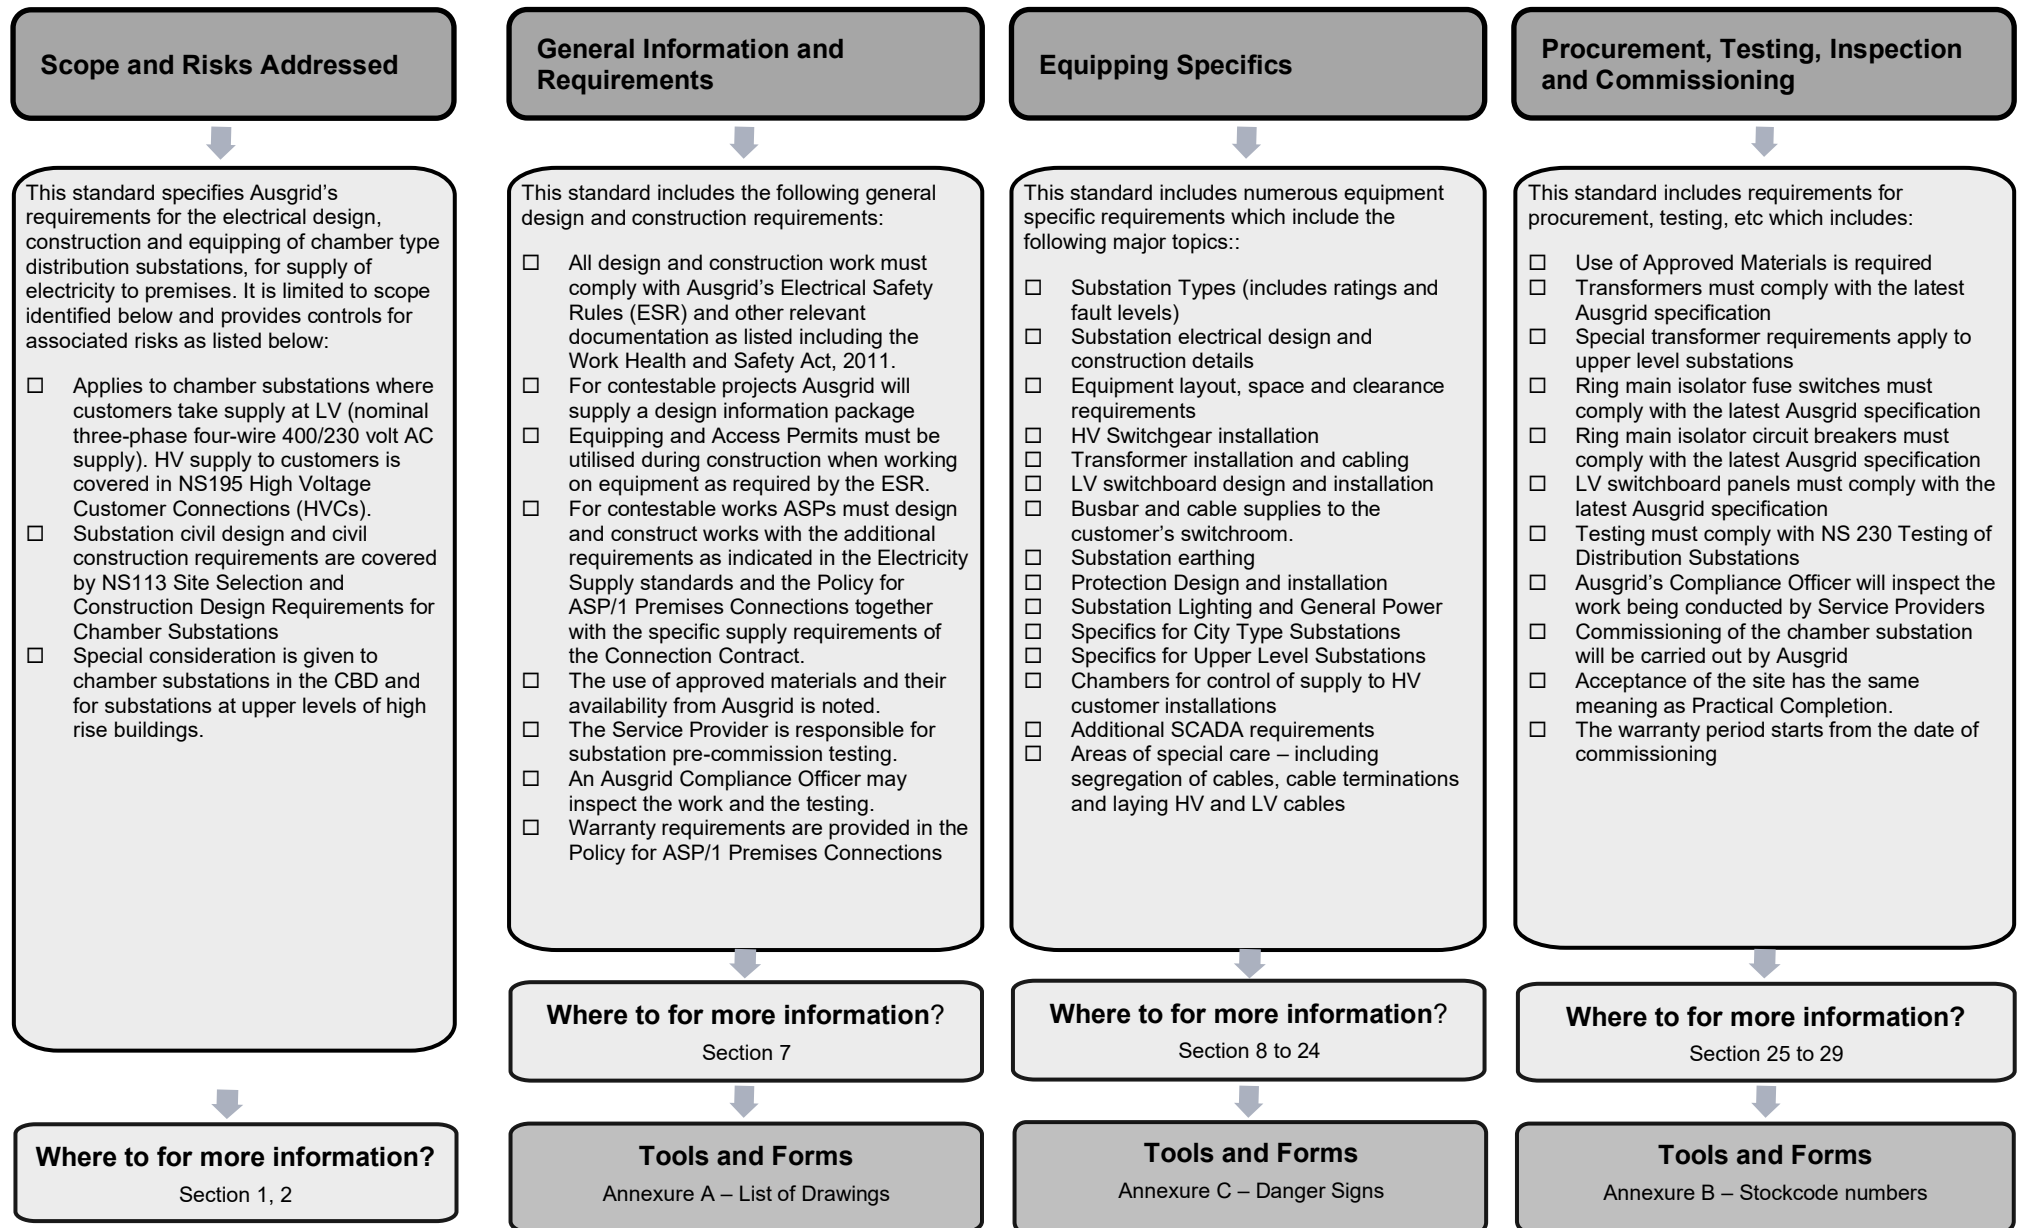 Scope and Risks Addressed
This standard specifies Ausgrid's
requirements for the electrical design,
construction and equipping of chamber type
distribution substations, for supply of
electricity to premises. It is limited to scope
identified below and provides controls for
associated risks as listed below:
☐ Applies to chamber substations where
customers take supply at LV (nominal
three-phase four-wire 400/230 volt AC
supply). HV supply to customers is
covered in NS195 High Voltage
Customer Connections (HVCs).
☐ Substation civil design and civil
construction requirements are covered
by NS113 Site Selection and
Construction Design Requirements for
Chamber Substations
☐ Special consideration is given to
chamber substations in the CBD and
for substations at upper levels of high
rise buildings.
Where to for more information?
Section 1, 2
General Information and
Requirements
This standard includes the following general
design and construction requirements:
☐ All design and construction work must
comply with Ausgrid's Electrical Safety
Rules (ESR) and other relevant
documentation as listed including the
Work Health and Safety Act, 2011.
☐ For contestable projects Ausgrid will
supply a design information package
☐ Equipping and Access Permits must be
utilised during construction when working
on equipment as required by the ESR.
☐ For contestable works ASPs must design
and construct works with the additional
requirements as indicated in the Electricity
Supply standards and the Policy for
ASP/1 Premises Connections together
with the specific supply requirements of
the Connection Contract.
☐ The use of approved materials and their
availability from Ausgrid is noted.
☐ The Service Provider is responsible for
substation pre-commission testing.
☐ An Ausgrid Compliance Officer may
inspect the work and the testing.
☐ Warranty requirements are provided in the
Policy for ASP/1 Premises Connections
Where to for more information?
Section 7
Tools and Forms
Annexure A – List of Drawings
Equipping Specifics
This standard includes numerous equipment
specific requirements which include the
following major topics::
☐ Substation Types (includes ratings and
fault levels)
☐ Substation electrical design and
construction details
☐ Equipment layout, space and clearance
requirements
☐ HV Switchgear installation
☐ Transformer installation and cabling
☐ LV switchboard design and installation
☐ Busbar and cable supplies to the
customer's switchroom.
☐ Substation earthing
☐ Protection Design and installation
☐ Substation Lighting and General Power
☐ Specifics for City Type Substations
☐ Specifics for Upper Level Substations
☐ Chambers for control of supply to HV
customer installations
☐ Additional SCADA requirements
☐ Areas of special care – including
segregation of cables, cable terminations
and laying HV and LV cables
Where to for more information?
Section 8 to 24
Tools and Forms
Annexure C – Danger Signs
Procurement, Testing, Inspection
and Commissioning
This standard includes requirements for
procurement, testing, etc which includes:
☐ Use of Approved Materials is required
☐ Transformers must comply with the latest
Ausgrid specification
☐ Special transformer requirements apply to
upper level substations
☐ Ring main isolator fuse switches must
comply with the latest Ausgrid specification
☐ Ring main isolator circuit breakers must
comply with the latest Ausgrid specification
☐ LV switchboard panels must comply with the
latest Ausgrid specification
☐ Testing must comply with NS 230 Testing of
Distribution Substations
☐ Ausgrid's Compliance Officer will inspect the
work being conducted by Service Providers
☐ Commissioning of the chamber substation
will be carried out by Ausgrid
☐ Acceptance of the site has the same
meaning as Practical Completion.
☐ The warranty period starts from the date of
commissioning
Where to for more information?
Section 25 to 29
Tools and Forms
Annexure B – Stockcode numbers